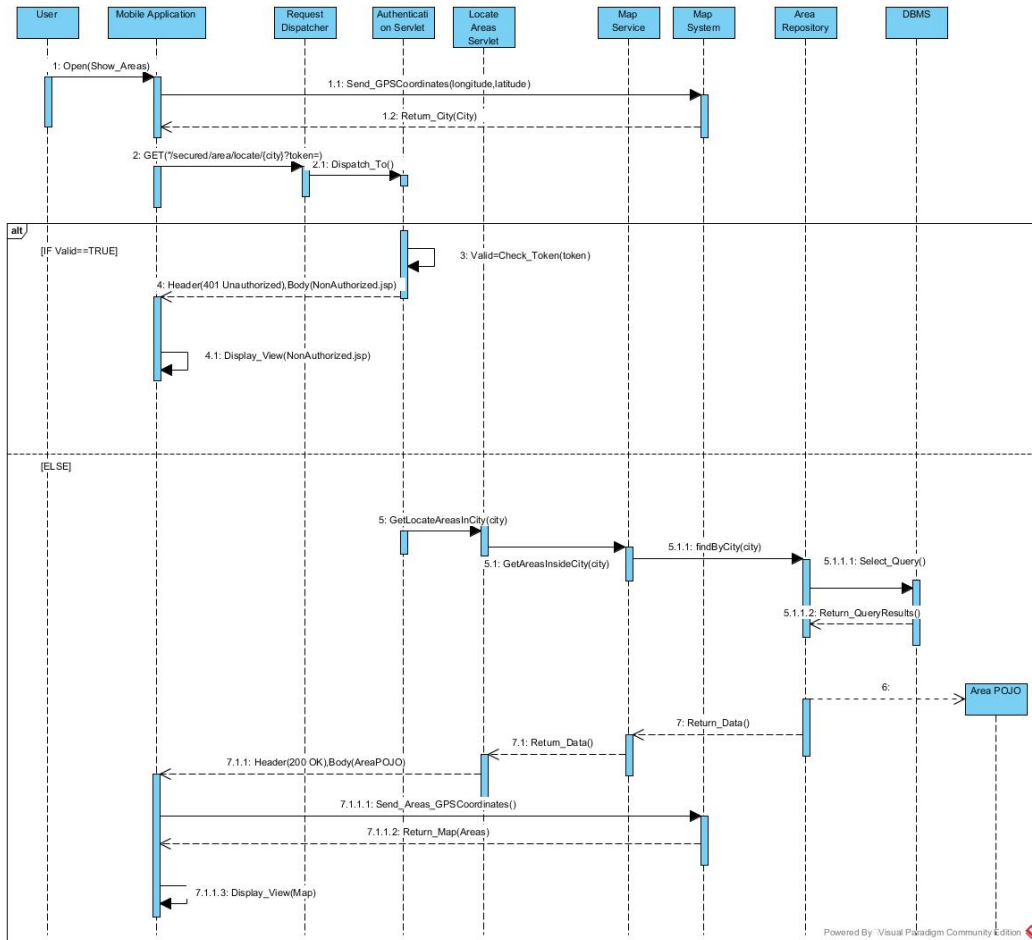 User
Mobile Application
Request
Dispatcher
Authenticati
on Servlet
Locate
Areas
Servlet
Map
Service
Map
System
Area
Repository
DBMS
1: Open(Show_Areas)
1.1: Send_GPSCoordinates(longitude,latitude)
1.2: Return_City(City)
2: GET("/secured/area/locate/{city}?token=)
2.1: Dispatch_To()
alt
[IF Valid==TRUE]
3: Valid=Check_Token(token)
4: Header(401 Unauthorized),Body(NonAuthorized.jsp)
4.1: Display_View(NonAuthorized.jsp)
[ELSE]
5: GetLocateAreasInCity(city)
5.1: GetAreasInsideCity(city)
5.1.1: findByCity(city)
5.1.1.1: Select_Query()
5.1.1.2: Return_QueryResults()
6:
Area POJO
7: Return_Data()
7.1: Return_Data()
7.1.1: Header(200 OK),Body(AreaPOJO)
7.1.1.1: Send_Areas_GPSCoordinates()
7.1.1.2: Return_Map(Areas)
7.1.1.3: Display_View(Map)
Powered By Visual Paradigm Community Edition